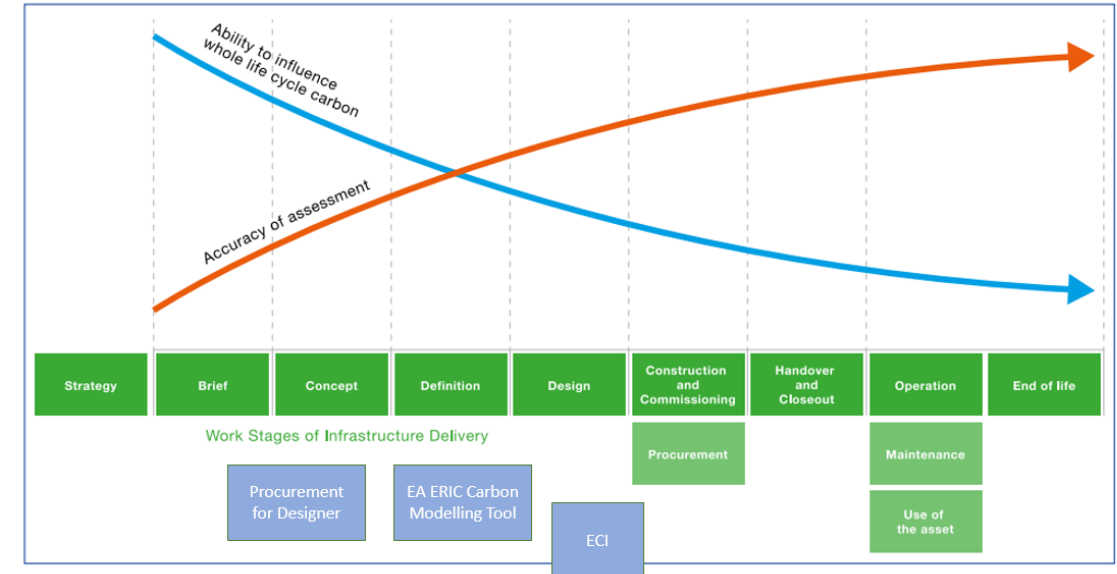 Ability to influence
whole life cycle carbon
Accuracy of assessment
Strategy
Brief
Concept
Definition
Design
Construction
and
Commissioning
Handover
and
Closeout
Operation
End of life
Work Stages of Infrastructure Delivery
Procurement
Maintenance
Procurement
for Designer
EA ERIC Carbon
Modelling Tool
ECI
Use of
the asset